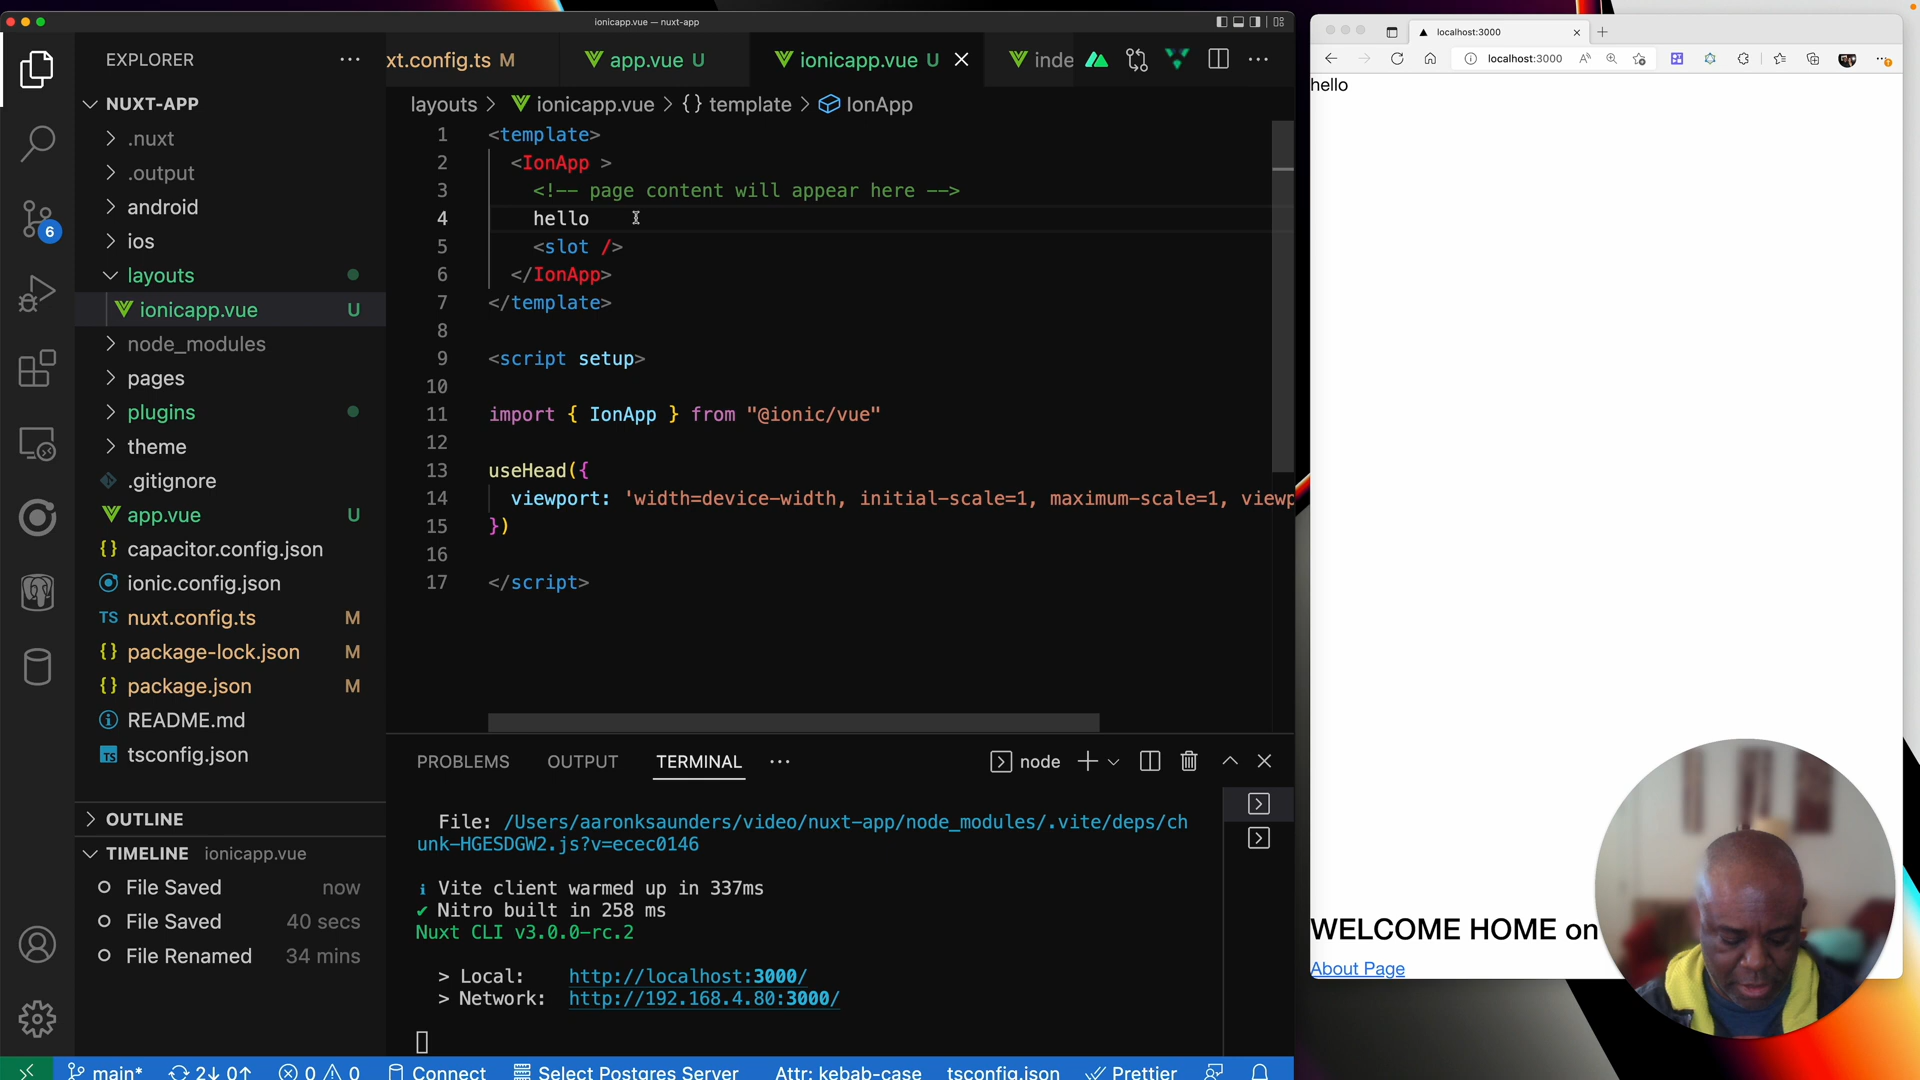 ionicapp.vue — nuxt-app
EXPLORER
xt.config.ts M
app.vue U
ionicapp.vue U
inde
layouts > ionicapp.vue > {} template > IonApp
NUXT-APP
.nuxt
.output
android
ios
layouts
ionicapp.vue U
node_modules
pages
plugins
theme
.gitignore
app.vue U
{} capacitor.config.json
ionic.config.json
TS nuxt.config.ts M
{} package-lock.json M
{} package.json M
README.md
TS tsconfig.json
OUTLINE
TIMELINE ionicapp.vue
File Saved now
File Saved 40 secs
File Renamed 34 mins
6
1 <template>
2 <IonApp >
3 <!-- page content will appear here -->
4 hello
5 <slot />
6 </IonApp>
7 </template>
8
9 <script setup>
10
11 import { IonApp } from "@ionic/vue"
12
13 useHead({
14 viewport: 'width=device-width, initial-scale=1, maximum-scale=1, viewp
15 })
16
17 </script>
PROBLEMS OUTPUT TERMINAL
node
File: /Users/aaronksaunders/video/nuxt-app/node_modules/.vite/deps/ch
unk-HGESDGW2.js?v=ecec0146
i Vite client warmed up in 337ms
✔ Nitro built in 258 ms
Nuxt CLI v3.0.0-rc.2
> Local: http://localhost:3000/
> Network: http://192.168.4.80:3000/
main* 2↓ 0↑ 0 0 Connect Select Postgres Server Attr: kebab-case tsconfig.json Prettier
localhost:3000
localhost:3000
hello
WELCOME HOME on
About Page